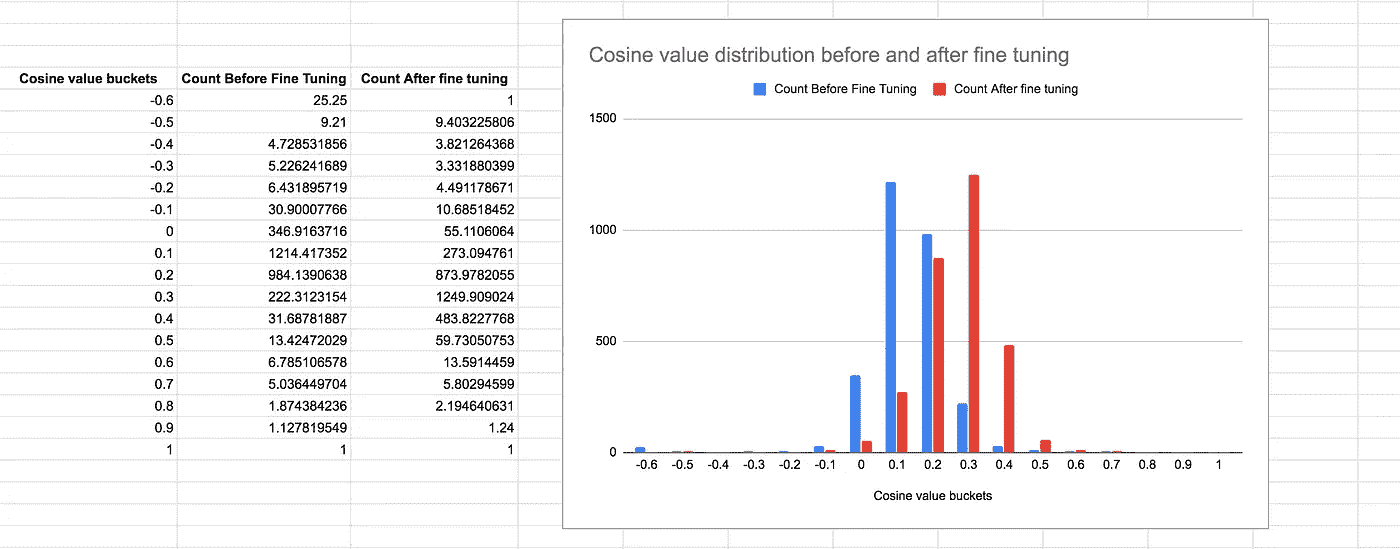 Cosine value buckets Count Before Fine Tuning Count After fine tuning
-0.6 25.25 1
-0.5 9.21 9.403225806
-0.4 4.728531856 3.821264368
-0.3 5.226241689 3.331880399
-0.2 6.431895719 4.491178671
-0.1 30.90007766 10.68518452
0 346.9163716 55.1106064
0.1 1214.417352 273.094761
0.2 984.1390638 873.9782055
0.3 222.3123154 1249.909024
0.4 31.68781887 483.8227768
0.5 13.42472029 59.73050753
0.6 6.785106578 13.5914459
0.7 5.036449704 5.80294599
0.8 1.874384236 2.194640631
0.9 1.127819549 1.24
1 1 1
Cosine value distribution before and after fine tuning
Count Before Fine Tuning Count After fine tuning
1500
1000
500
0
-0.6 -0.5 -0.4 -0.3 -0.2 -0.1 0 0.1 0.2 0.3 0.4 0.5 0.6 0.7 0.8 0.9 1
Cosine value buckets